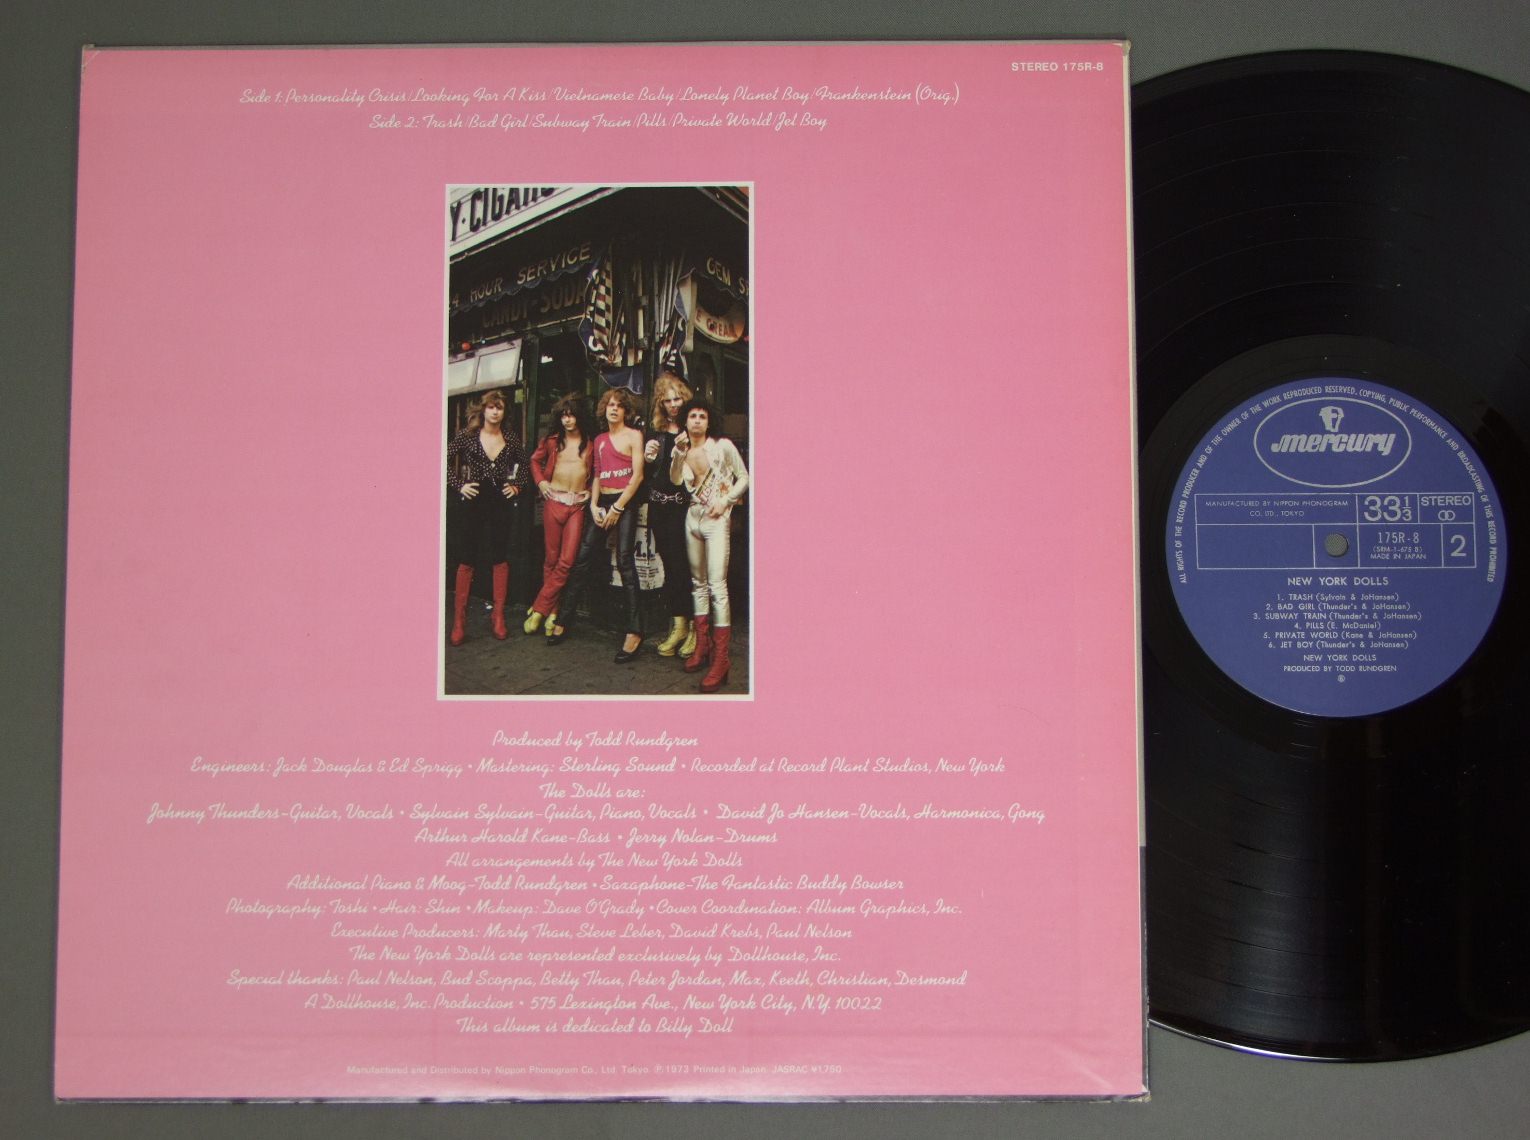 STEREO 175R-8
Side 1: Personality Crisis/Looking For A Kiss/Vietnamese Baby/Lonely Planet Boy/Frankenstein (Orig.)
Side 2: Trash/Bad Girl/Subway Train/Pills/Private World/Jet Boy
Y·CIGARS
24 HOUR SERVICE
CANDY-SODA
GEM S
E CREAM
NEW YORK
Produced by Todd Rundgren
Engineers: Jack Douglas & Ed Sprigg • Mastering: Sterling Sound • Recorded at Record Plant Studios, New York
The Dolls are:
Johnny Thunders-Guitar, Vocals • Sylvain Sylvain-Guitar, Piano, Vocals • David Jo Hansen-Vocals, Harmonica, Gong
Arthur Harold Kane-Bass • Jerry Nolan-Drums
All arrangements by The New York Dolls
Additional Piano & Moog-Todd Rundgren • Saxaphone-The Fantastic Buddy Bowser
Photography: Toshi • Hair: Shin • Makeup: Dave O'Grady • Cover Coordination: Album Graphics, Inc.
Executive Producers: Marty Thau, Steve Leber, David Krebs, Paul Nelson
The New York Dolls are represented exclusively by Dollhouse, Inc.
Special thanks: Paul Nelson, Bud Scoppa, Betty Thau, Peter Jordan, Max, Keeth, Christian, Desmond
A Dollhouse, Inc. Production • 575 Lexington Ave., New York City, N.Y. 10022
This album is dedicated to Billy Doll
Manufactured and Distributed by Nippon Phonogram Co., Ltd. Tokyo. ℗ 1973 Printed in Japan. JASRAC ¥1,750
ALL RIGHTS OF THE RECORD PRODUCER AND OF THE OWNER OF THE WORK REPRODUCED RESERVED. COPYING, PUBLIC PERFORMANCE AND BROADCASTING OF THIS RECORD PROHIBITED
mercury
MANUFACTURED BY NIPPON PHONOGRAM
CO. LTD., TOKYO
33 1/3
STEREO
175R-8
(SRM-1-675 B)
MADE IN JAPAN
2
NEW YORK DOLLS
1. TRASH (Sylvain & JoHansen)
2. BAD GIRL (Thunder's & JoHansen)
3. SUBWAY TRAIN (Thunder's & JoHansen)
4. PILLS (E. McDaniel)
5. PRIVATE WORLD (Kane & JoHansen)
6. JET BOY (Thunder's & JoHansen)
NEW YORK DOLLS
PRODUCED BY TODD RUNDGREN